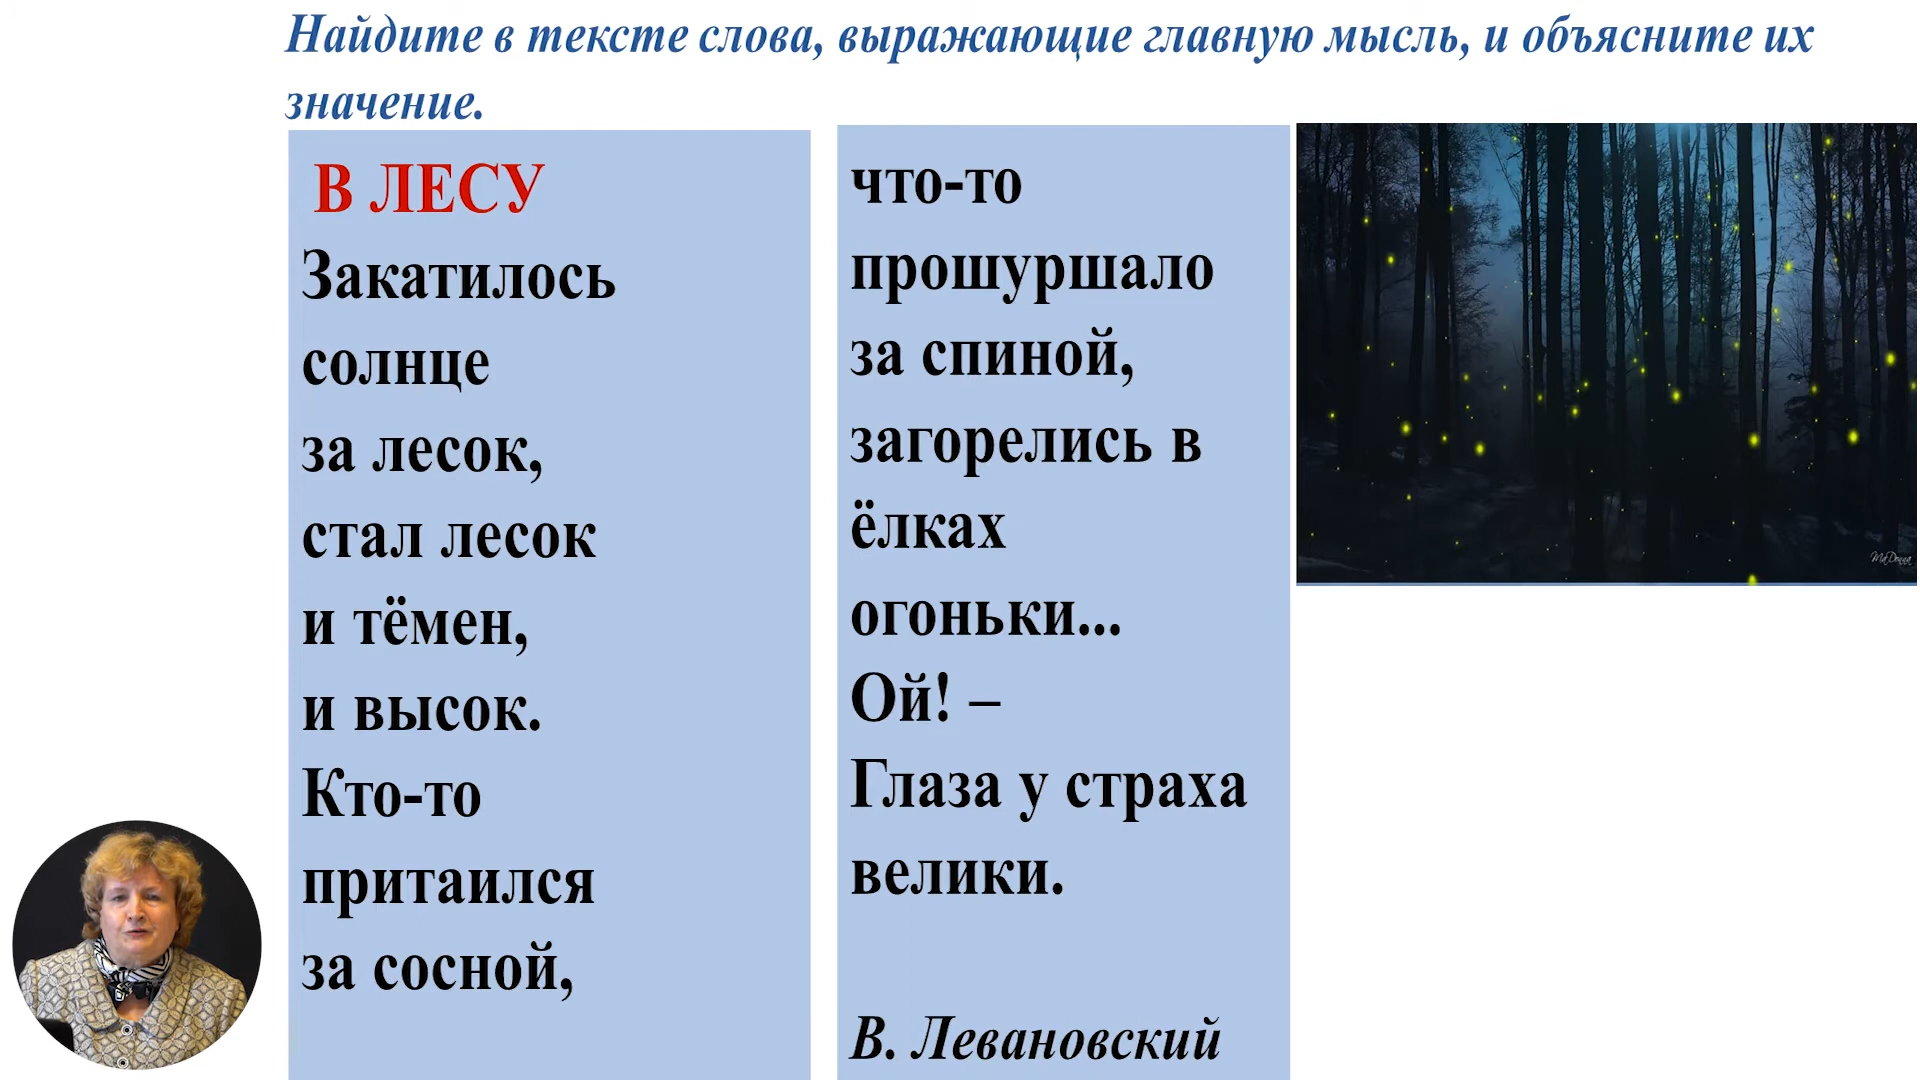 Найдите в тексте слова, выражающие главную мысль, и объясните их
значение.
В ЛЕСУ
Закатилось
солнце
за лесок,
стал лесок
и тёмен,
и высок.
Кто-то
притаился
за сосной,
что-то
прошуршало
за спиной,
загорелись в
ёлках
огоньки...
Ой! –
Глаза у страха
велики.
В. Левановский
MaDonna